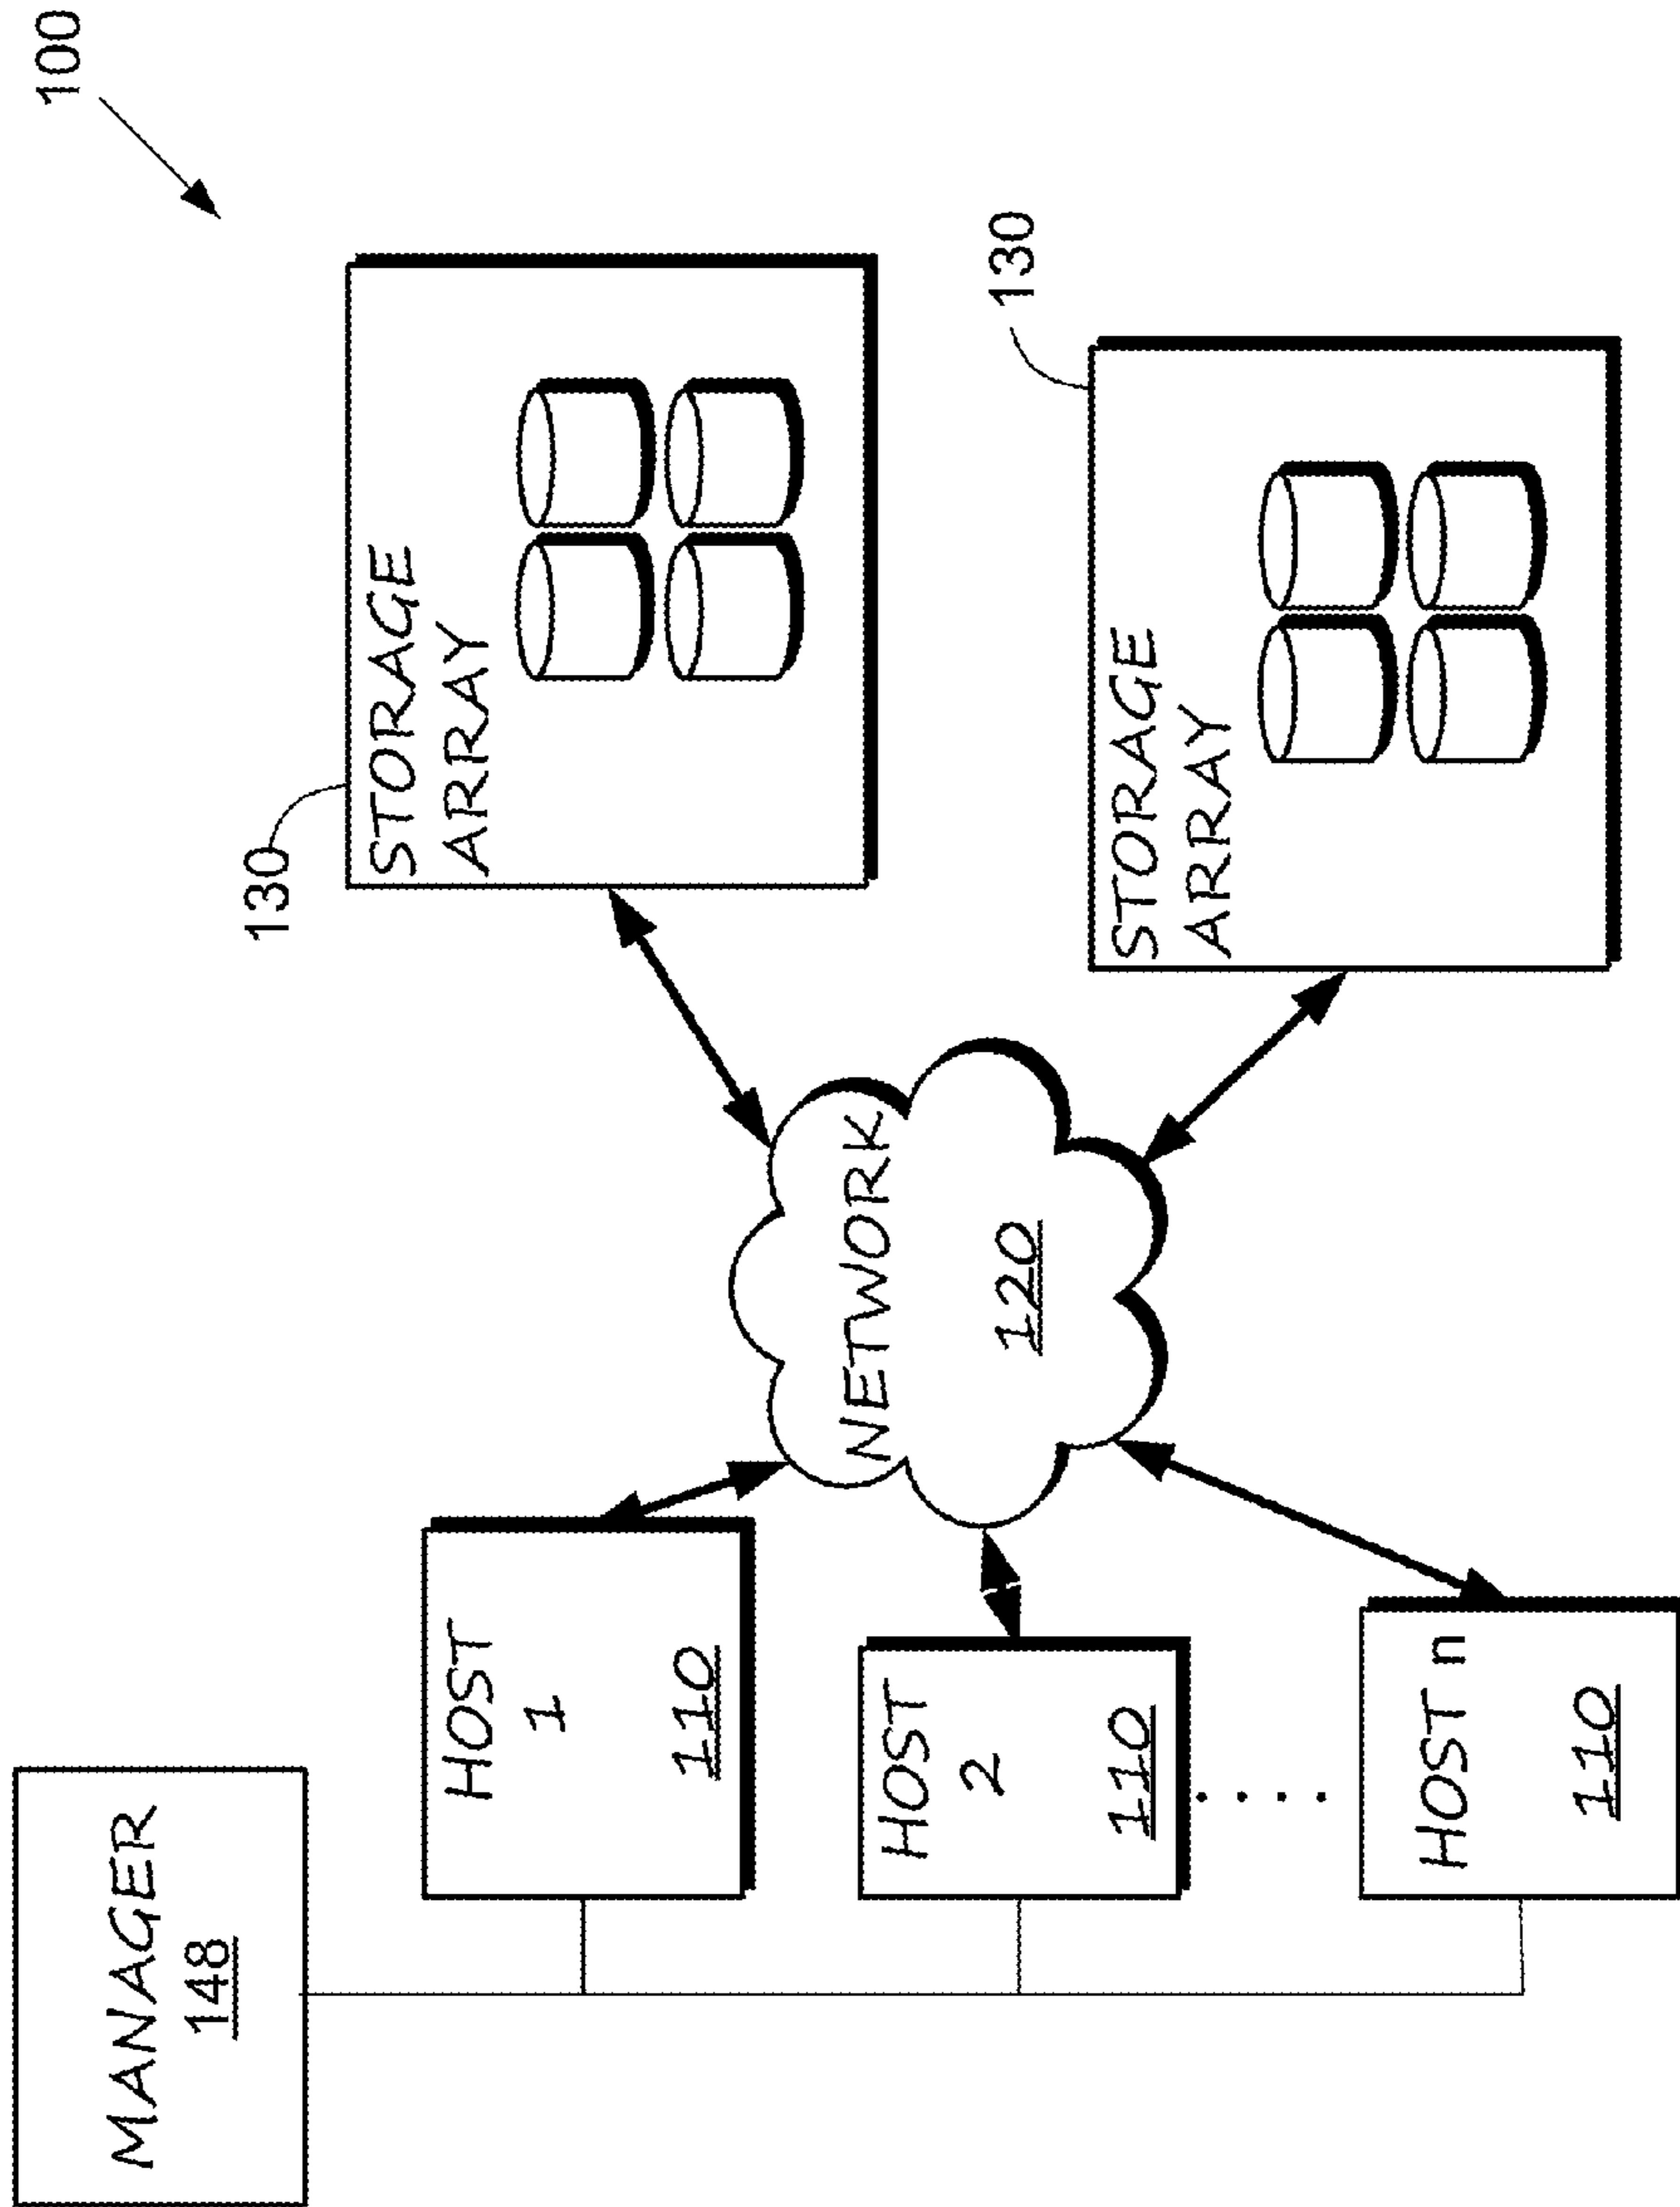 100
MANAGER
148
HOST
1
110
HOST
2
110
. . . .
HOST n
110
NETWORK
120
130
STORAGE
ARRAY
130
STORAGE
ARRAY